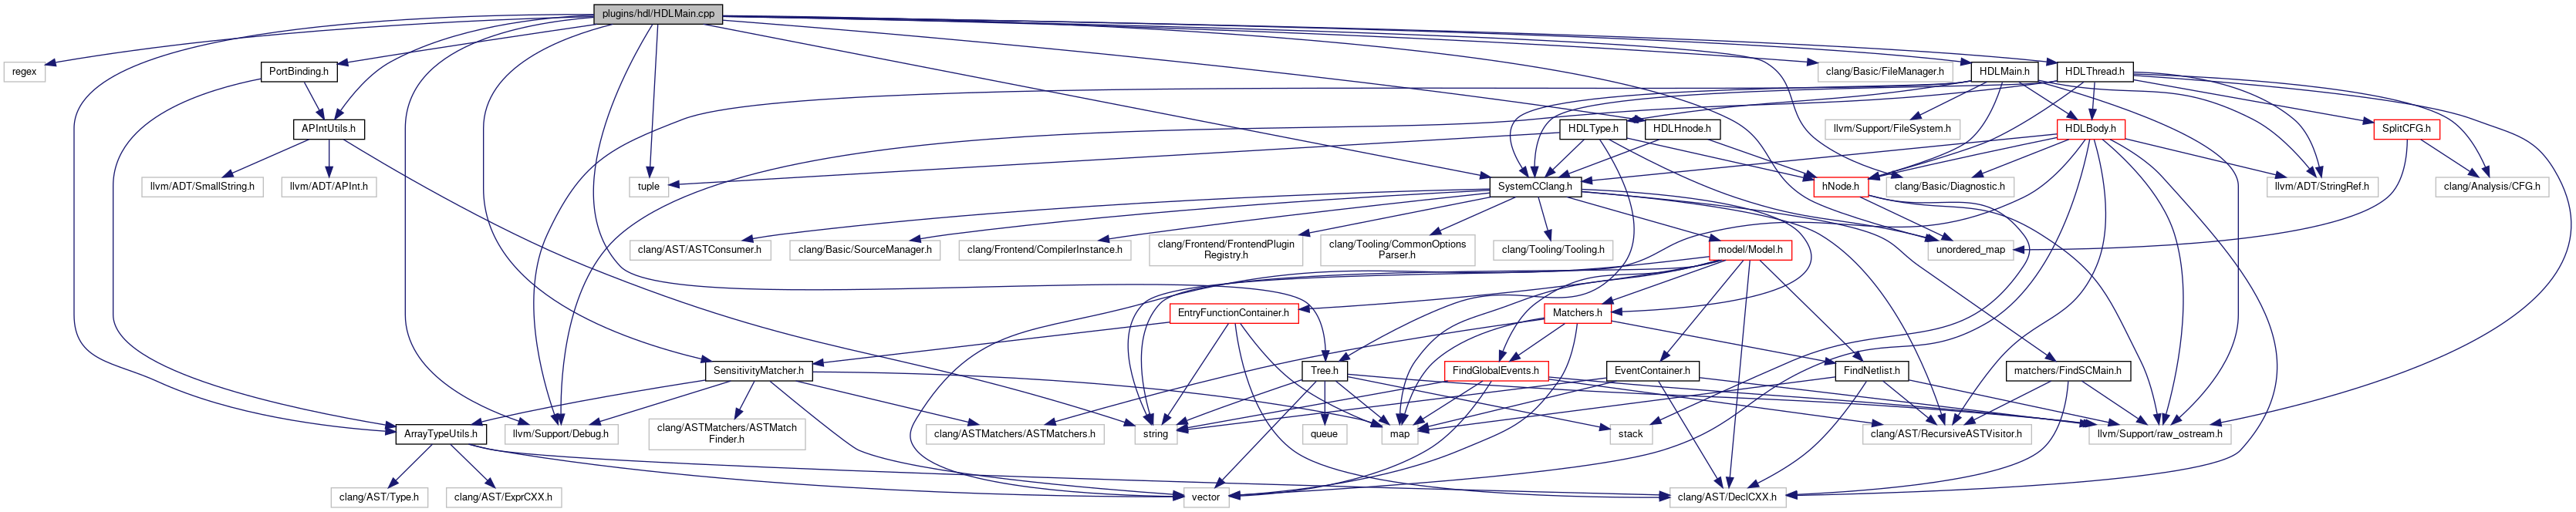 plugins/hdl/HDLMain.cpp
regex
PortBinding.h
clang/Basic/FileManager.h
HDLMain.h
HDLThread.h
APIntUtils.h
HDLType.h
HDLHnode.h
llvm/Support/FileSystem.h
HDLBody.h
SplitCFG.h
llvm/ADT/SmallString.h
llvm/ADT/APInt.h
tuple
SystemCClang.h
hNode.h
clang/Basic/Diagnostic.h
llvm/ADT/StringRef.h
clang/Analysis/CFG.h
clang/AST/ASTConsumer.h
clang/Basic/SourceManager.h
clang/Frontend/CompilerInstance.h
clang/Frontend/FrontendPlugin
Registry.h
clang/Tooling/CommonOptions
Parser.h
clang/Tooling/Tooling.h
model/Model.h
unordered_map
EntryFunctionContainer.h
Matchers.h
SensitivityMatcher.h
Tree.h
FindGlobalEvents.h
EventContainer.h
FindNetlist.h
matchers/FindSCMain.h
ArrayTypeUtils.h
llvm/Support/Debug.h
clang/ASTMatchers/ASTMatch
Finder.h
clang/ASTMatchers/ASTMatchers.h
string
queue
map
stack
clang/AST/RecursiveASTVisitor.h
llvm/Support/raw_ostream.h
clang/AST/Type.h
clang/AST/ExprCXX.h
vector
clang/AST/DeclCXX.h